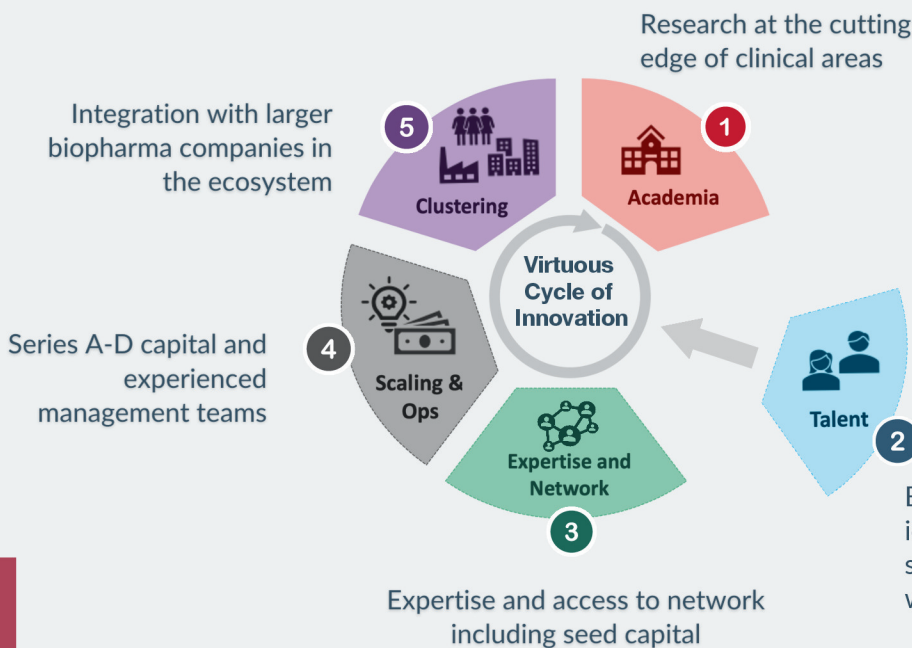 Research at the cutting
edge of clinical areas
1
Academia
Integration with larger
biopharma companies in
the ecosystem
5
Clustering
Virtuous
Cycle of
Innovation
Talent
2
Expertise and
Network
3
Expertise and access to network
including seed capital
Series A-D capital and
experienced
management teams
4
Scaling &
Ops